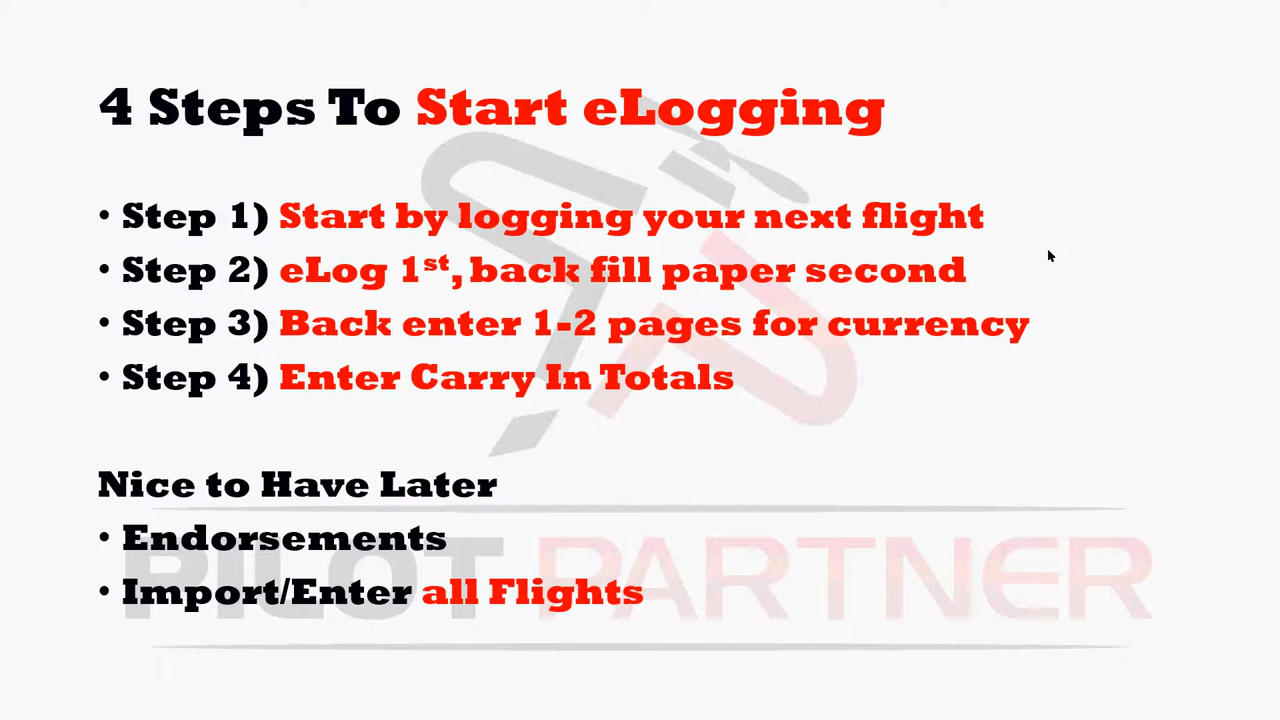 4 Steps To Start eLogging
• Step 1) Start by logging your next flight
• Step 2) eLog 1st, back fill paper second
• Step 3) Back enter 1-2 pages for currency
• Step 4) Enter Carry In Totals
Nice to Have Later
• Endorsements
• Import/Enter all Flights
PILOT PARTNER